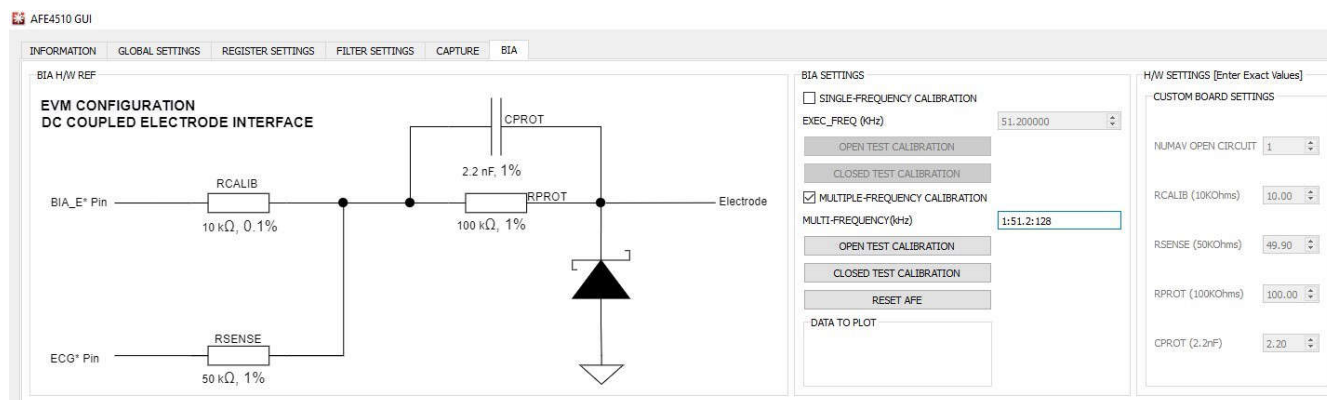 AFE4510 GUI
INFORMATION GLOBAL SETTINGS REGISTER SETTINGS FILTER SETTINGS CAPTURE BIA
BIA H/W REF
EVM CONFIGURATION
DC COUPLED ELECTRODE INTERFACE
CPROT
2.2 nF, 1%
RCALIB
BIA_E* Pin
10 kΩ, 0.1%
RPROT
100 kΩ, 1%
Electrode
RSENSE
ECG* Pin
50 kΩ, 1%
BIA SETTINGS
SINGLE-FREQUENCY CALIBRATION
EXEC_FREQ (KHz) 51.200000
OPEN TEST CALIBRATION
CLOSED TEST CALIBRATION
MULTIPLE-FREQUENCY CALIBRATION
MULTI-FREQUENCY(kHz) 1:51.2:128
OPEN TEST CALIBRATION
CLOSED TEST CALIBRATION
RESET AFE
DATA TO PLOT
H/W SETTINGS [Enter Exact Values]
CUSTOM BOARD SETTINGS
NUMAV OPEN CIRCUIT 1
RCALIB (10KOhms) 10.00
RSENSE (50KOhms) 49.90
RPROT (100KOhms) 100.00
CPROT (2.2nF) 2.20